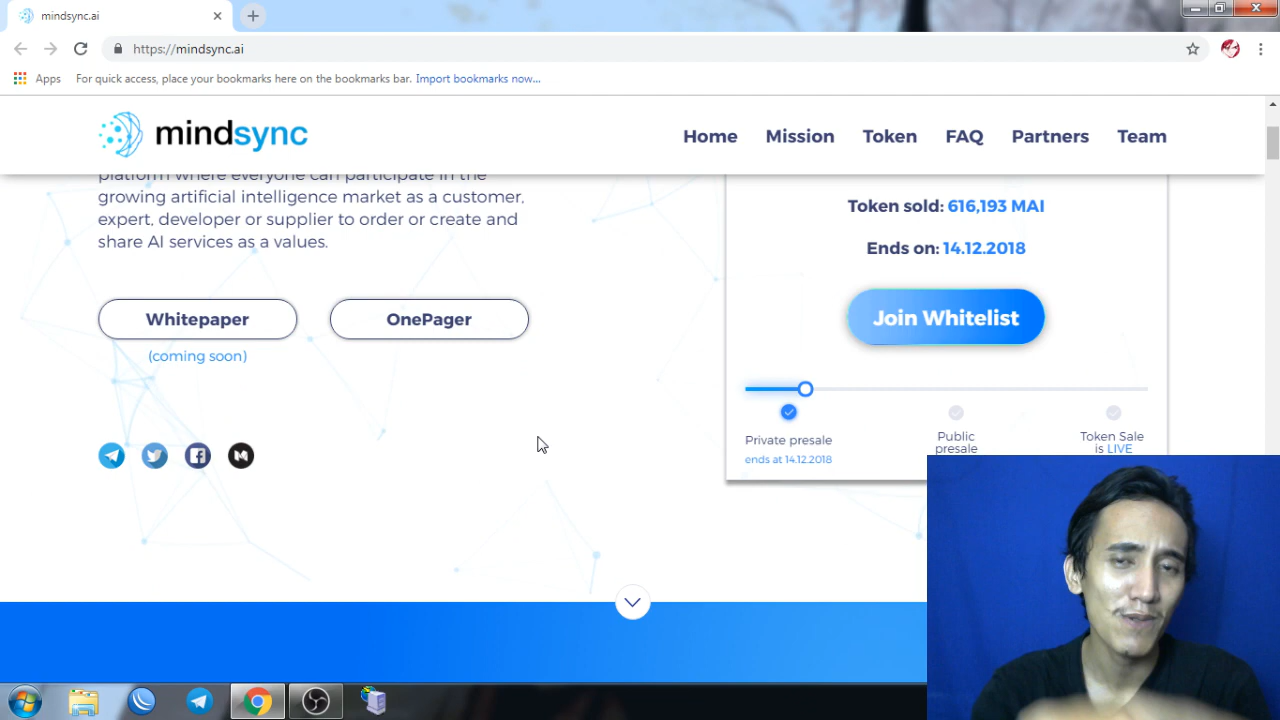 mindsync.ai
https://mindsync.ai
Apps
For quick access, place your bookmarks here on the bookmarks bar. Import bookmarks now...
mindsync
Home
Mission
Token
FAQ
Partners
Team
platform where everyone can participate in the
growing artificial intelligence market as a customer,
expert, developer or supplier to order or create and
share AI services as a values.
Whitepaper
(coming soon)
OnePager
Token sold: 616,193 MAI
Ends on: 14.12.2018
Join Whitelist
Private presale
ends at 14.12.2018
Public
presale
Token Sale
is LIVE